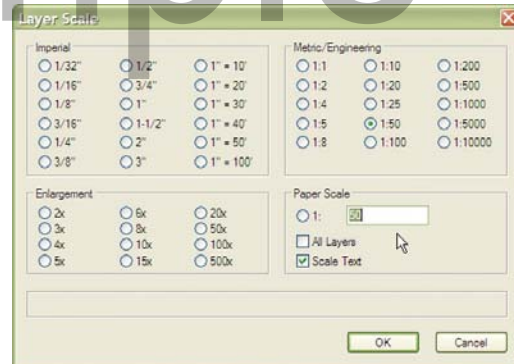 Layer Scale
Imperial
1/32" 1/2" 1" = 10'
1/16" 3/4" 1" = 20'
1/8" 1" 1" = 30'
3/16" 1-1/2" 1" = 40'
1/4" 2" 1" = 50'
3/8" 3" 1" = 100'
Metric/Engineering
1:1 1:10 1:200
1:2 1:20 1:500
1:4 1:25 1:1000
1:5 1:50 1:5000
1:8 1:100 1:10000
Enlargement
2x 6x 20x
3x 8x 50x
4x 10x 100x
5x 15x 500x
Paper Scale
1: 50
All Layers
Scale Text
OK Cancel